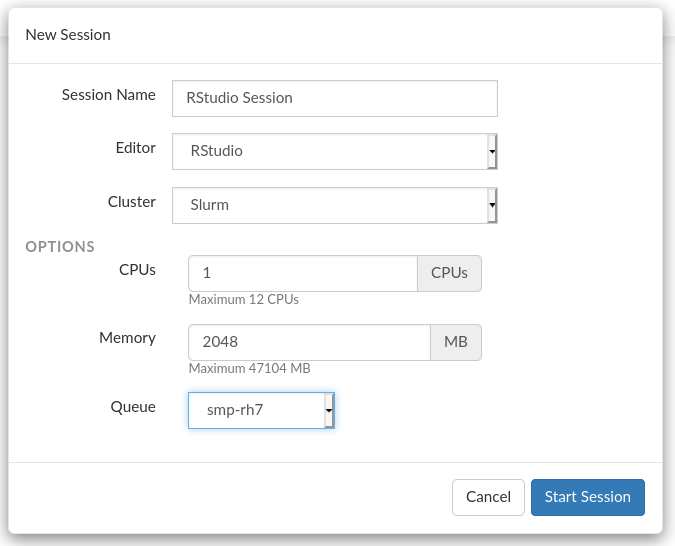 New Session
Session Name RStudio Session
Editor RStudio
Cluster Slurm
OPTIONS
CPUs 1 CPUs
Maximum 12 CPUs
Memory 2048 MB
Maximum 47104 MB
Queue smp-rh7
Cancel Start Session